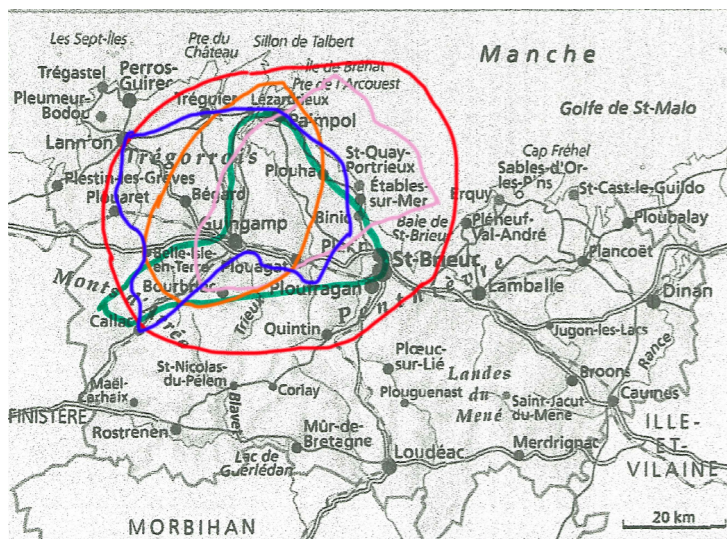 Les Sept-Îles
Pte du
Château
Sillon de Talbert
Manche
Île de Bréhat
Trégastel
Perros-
Guirec
Pte de l'Arcouest
Pleumeur-
Bodou
Tréguier
Lézardrieux
Golfe de St-Malo
Lannion
Paimpol
Trégorrois
St-Quay-
Portrieux
Cap Fréhel
Sables-d'Or-
les-Pins
Plestin-les-Grèves
Plouha
Plouaret
Bégard
Étables-
sur-Mer
Erquy
St-Cast-le-Guildo
Binic
Baie de
St-Brieuc
Pléneuf-
Val-André
Ploubalay
Guingamp
Belle-Isle-
en-Terre
Plouagat
St-Brieuc
Plancoët
Bourbriac
Ploufragan
Lamballe
Dinan
Trieux
Penthièvre
Callac
Quintin
Jugon-les-Lacs
Rance
St-Nicolas-
du-Pélem
Corlay
Plœuc-
sur-Lié
Landes
du
Mené
Broons
Maël-
Carhaix
Plouguenast
Saint-Jacut-
du-Mené
Caulnes
FINISTÈRE
Blavet
Rostrenen
Mûr-de-
Bretagne
Lac de
Guerlédan
Loudéac
Merdrignac
ILLE-
ET-
VILAINE
MORBIHAN
20 km